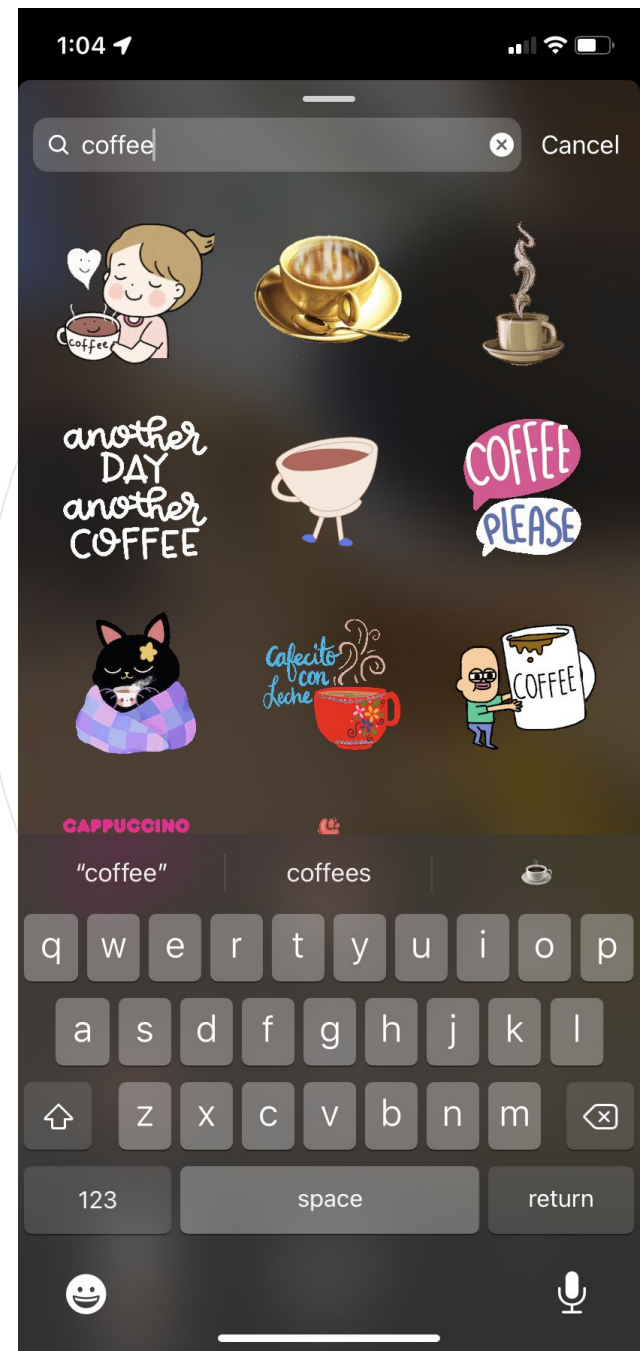 1:04
coffee
Cancel
coffee
another
DAY
another
COFFEE
COFFEE
PLEASE
Cafecito
con
Leche
COFFEE
CAPPUCCINO
“coffee”
coffees
q w e r t y u i o p
a s d f g h j k l
z x c v b n m
123
space
return